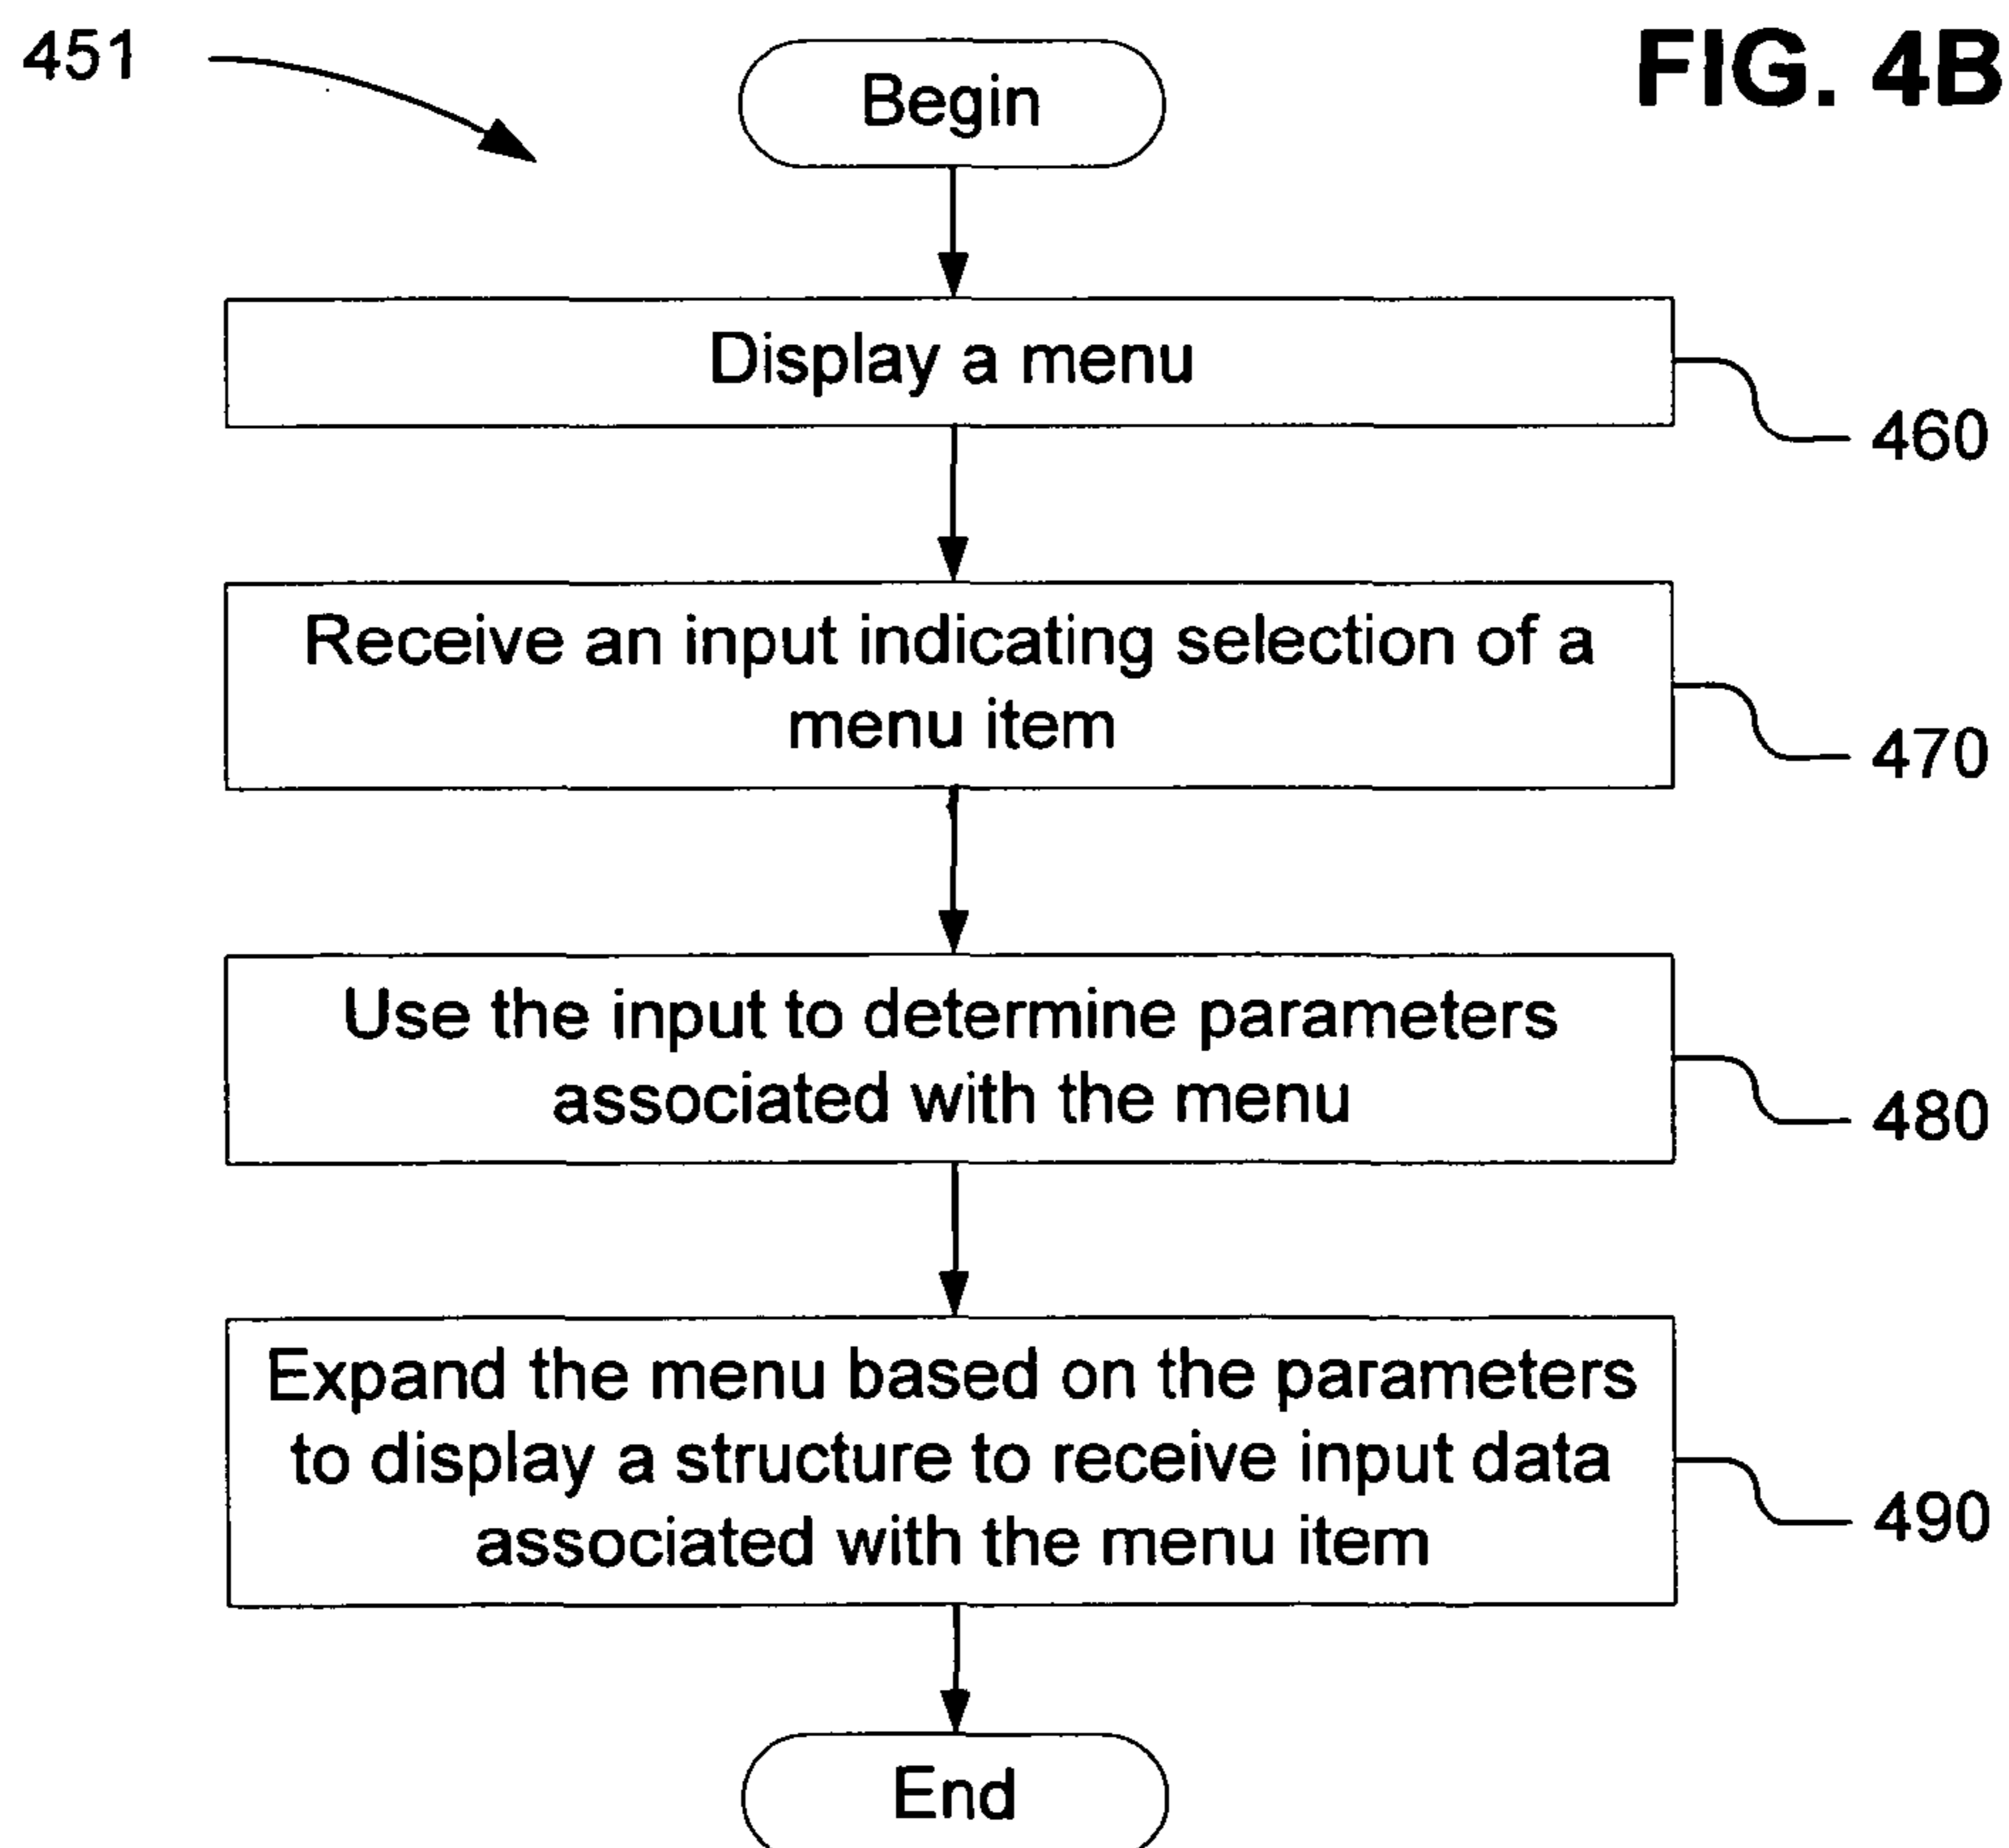 451
FIG. 4B
Begin
Display a menu
460
Receive an input indicating selection of a
menu item
470
Use the input to determine parameters
associated with the menu
480
Expand the menu based on the parameters
to display a structure to receive input data
associated with the menu item
490
End